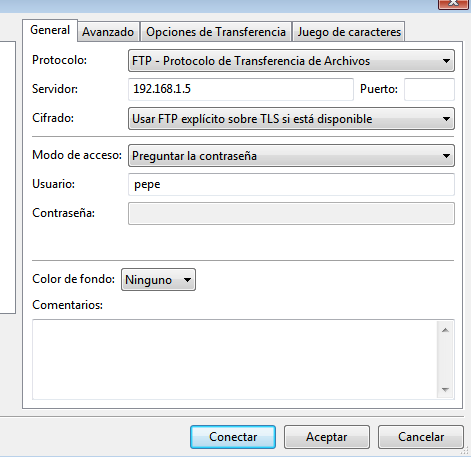 General Avanzado Opciones de Transferencia Juego de caracteres
Protocolo: FTP - Protocolo de Transferencia de Archivos
Servidor: 192.168.1.5 Puerto:
Cifrado: Usar FTP explícito sobre TLS si está disponible
Modo de acceso: Preguntar la contraseña
Usuario: pepe
Contraseña:
Color de fondo: Ninguno
Comentarios:
Conectar Aceptar Cancelar